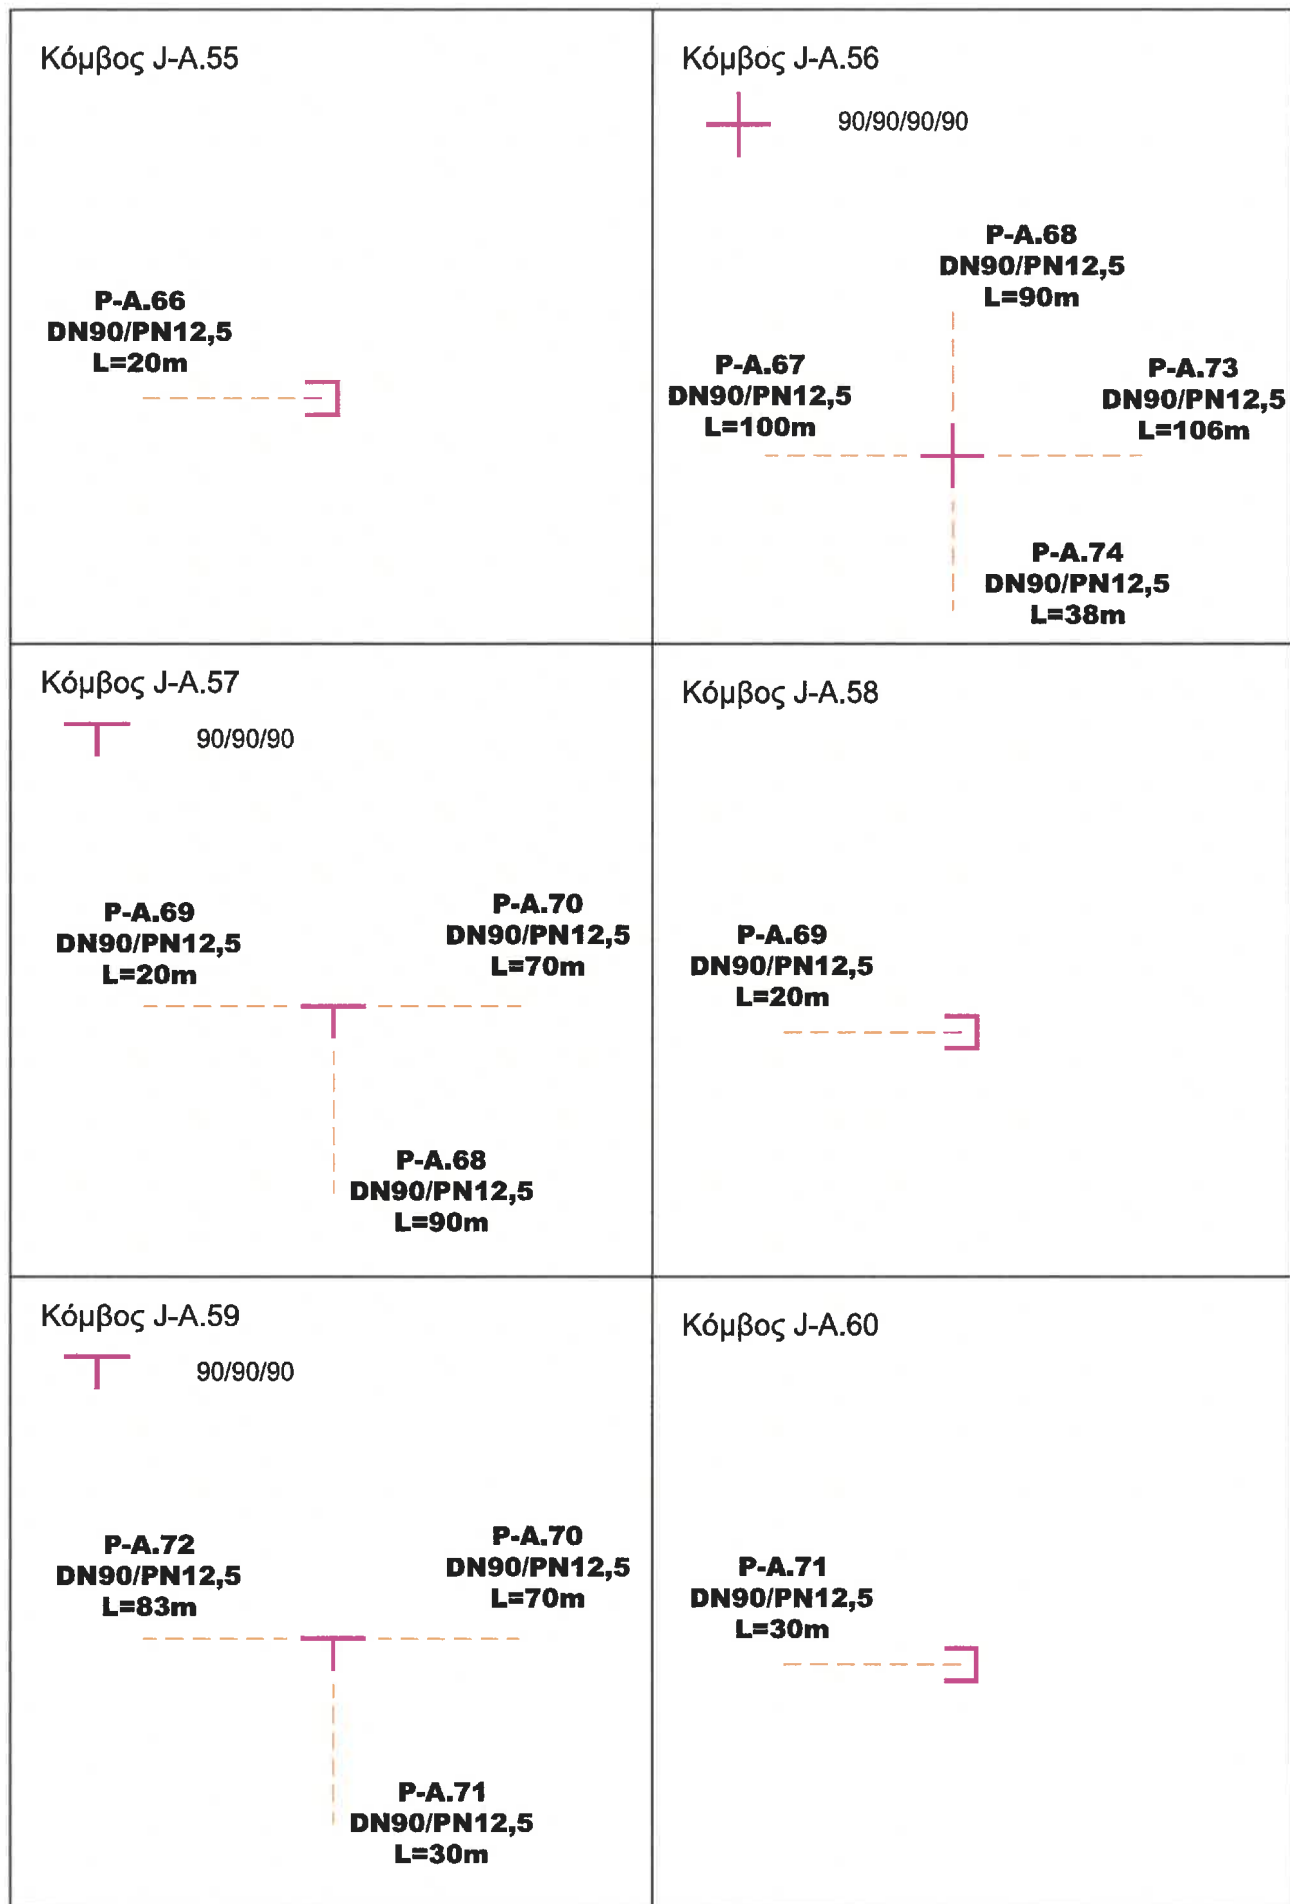 Κόμβος J-A.55
P-A.66
DN90/PN12,5
L=20m
Κόμβος J-A.56
90/90/90/90
P-A.68
DN90/PN12,5
L=90m
P-A.67
DN90/PN12,5
L=100m
P-A.73
DN90/PN12,5
L=106m
P-A.74
DN90/PN12,5
L=38m
Κόμβος J-A.57
90/90/90
P-A.69
DN90/PN12,5
L=20m
P-A.70
DN90/PN12,5
L=70m
P-A.68
DN90/PN12,5
L=90m
Κόμβος J-A.58
P-A.69
DN90/PN12,5
L=20m
Κόμβος J-A.59
90/90/90
P-A.72
DN90/PN12,5
L=83m
P-A.70
DN90/PN12,5
L=70m
P-A.71
DN90/PN12,5
L=30m
Κόμβος J-A.60
P-A.71
DN90/PN12,5
L=30m